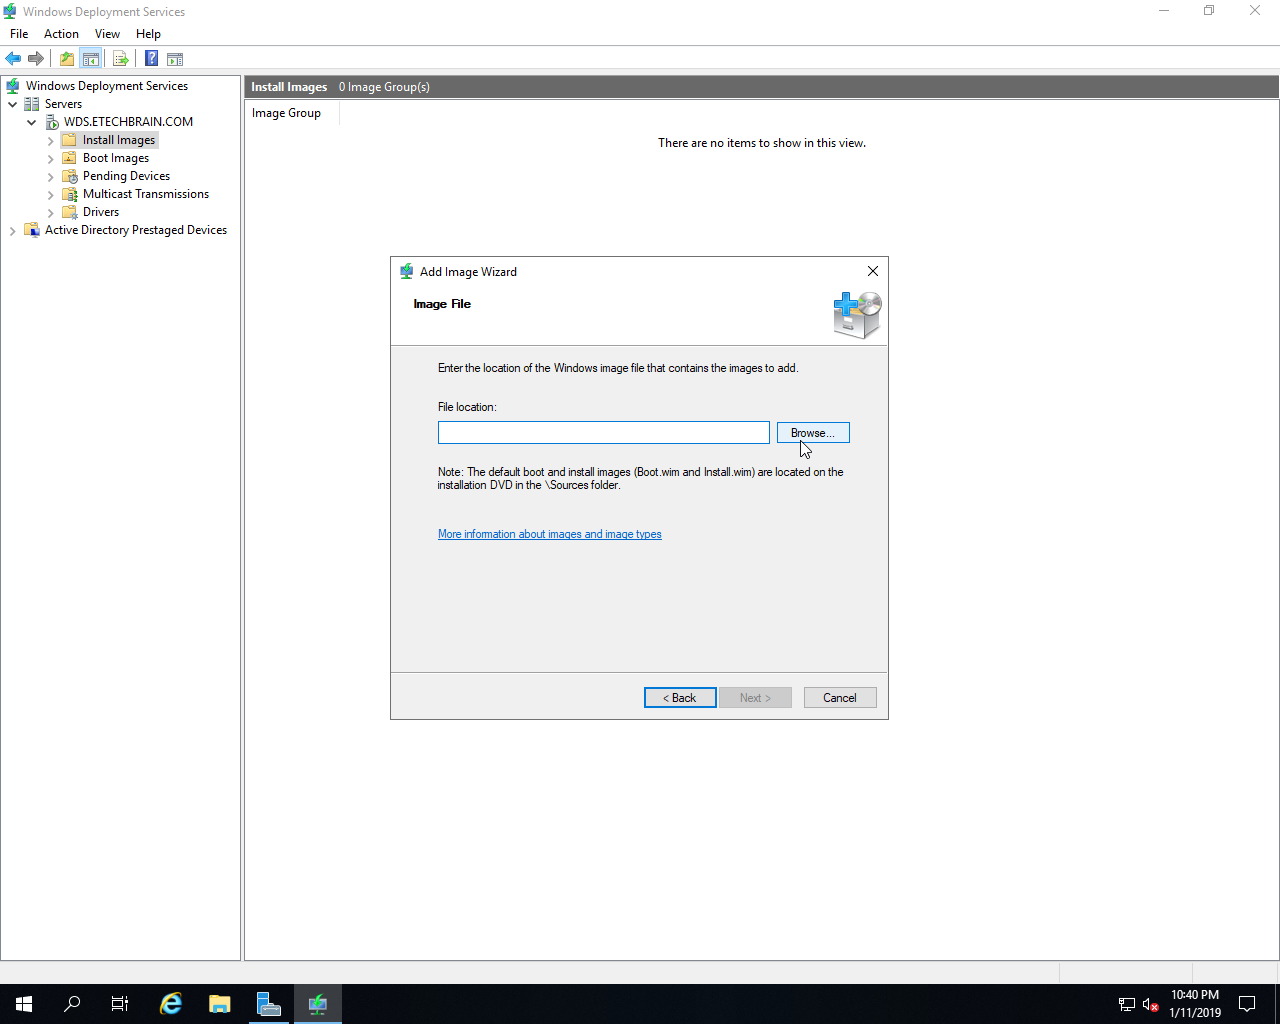 Windows Deployment Services
File Action View Help
Windows Deployment Services
Servers
WDS.ETECHBRAIN.COM
Install Images
Boot Images
Pending Devices
Multicast Transmissions
Drivers
Active Directory Prestaged Devices
Install Images 0 Image Group(s)
Image Group
There are no items to show in this view.
Add Image Wizard
Image File
Enter the location of the Windows image file that contains the images to add.
File location:
Browse...
Note: The default boot and install images (Boot.wim and Install.wim) are located on the
installation DVD in the \Sources folder.
More information about images and image types
< Back Next > Cancel
10:40 PM
1/11/2019